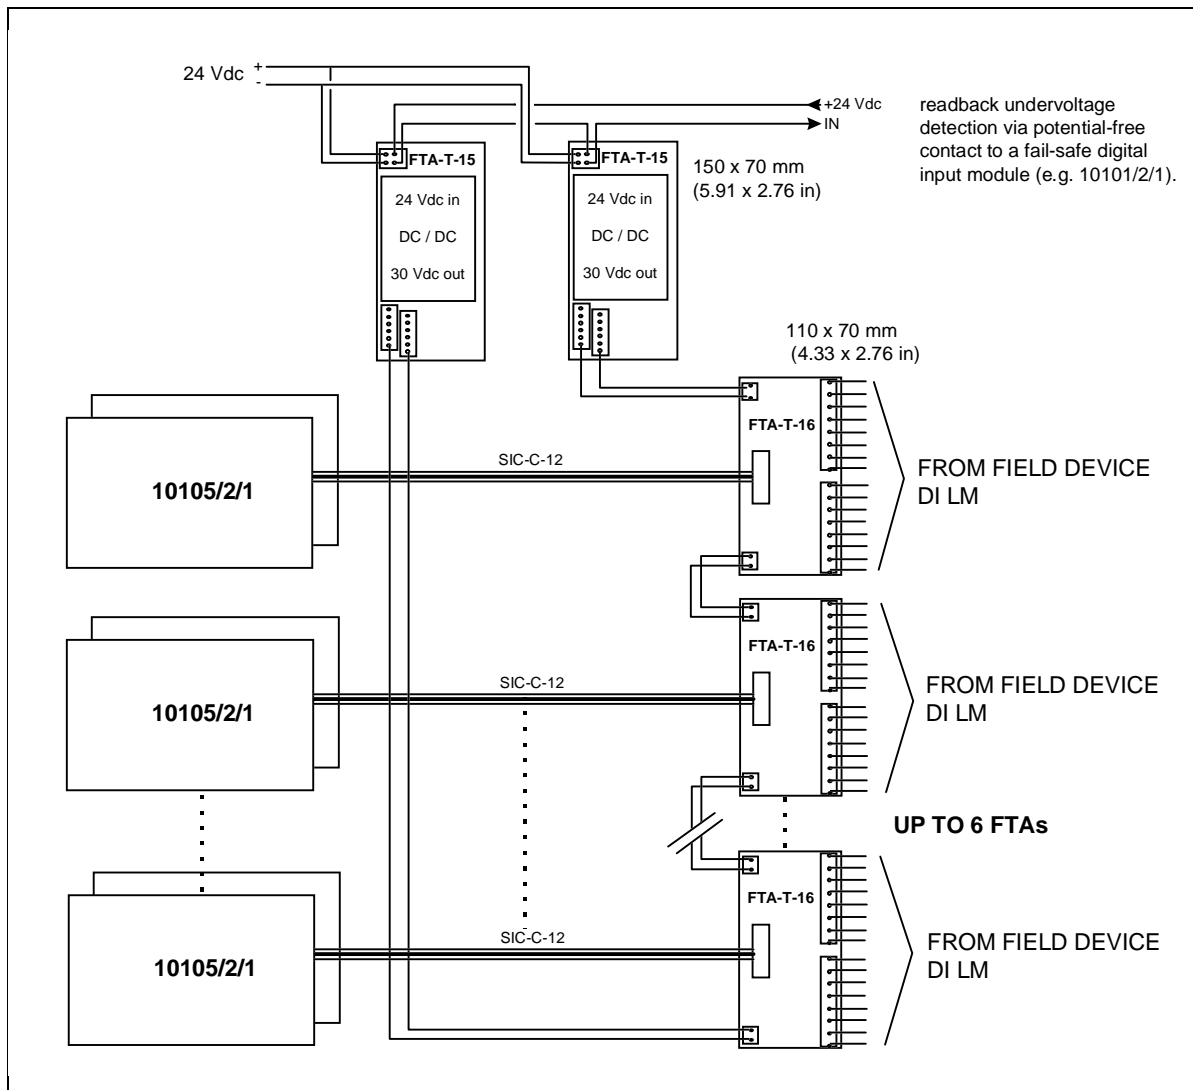 24 Vdc + -
+24 Vdc
IN
readback undervoltage
detection via potential-free
contact to a fail-safe digital
input module (e.g. 10101/2/1).
FTA-T-15
24 Vdc in
DC / DC
30 Vdc out
FTA-T-15
24 Vdc in
DC / DC
30 Vdc out
150 x 70 mm
(5.91 x 2.76 in)
110 x 70 mm
(4.33 x 2.76 in)
10105/2/1
SIC-C-12
FTA-T-16
FROM FIELD DEVICE
DI LM
10105/2/1
SIC-C-12
FTA-T-16
FROM FIELD DEVICE
DI LM
UP TO 6 FTAs
10105/2/1
SIC-C-12
FTA-T-16
FROM FIELD DEVICE
DI LM